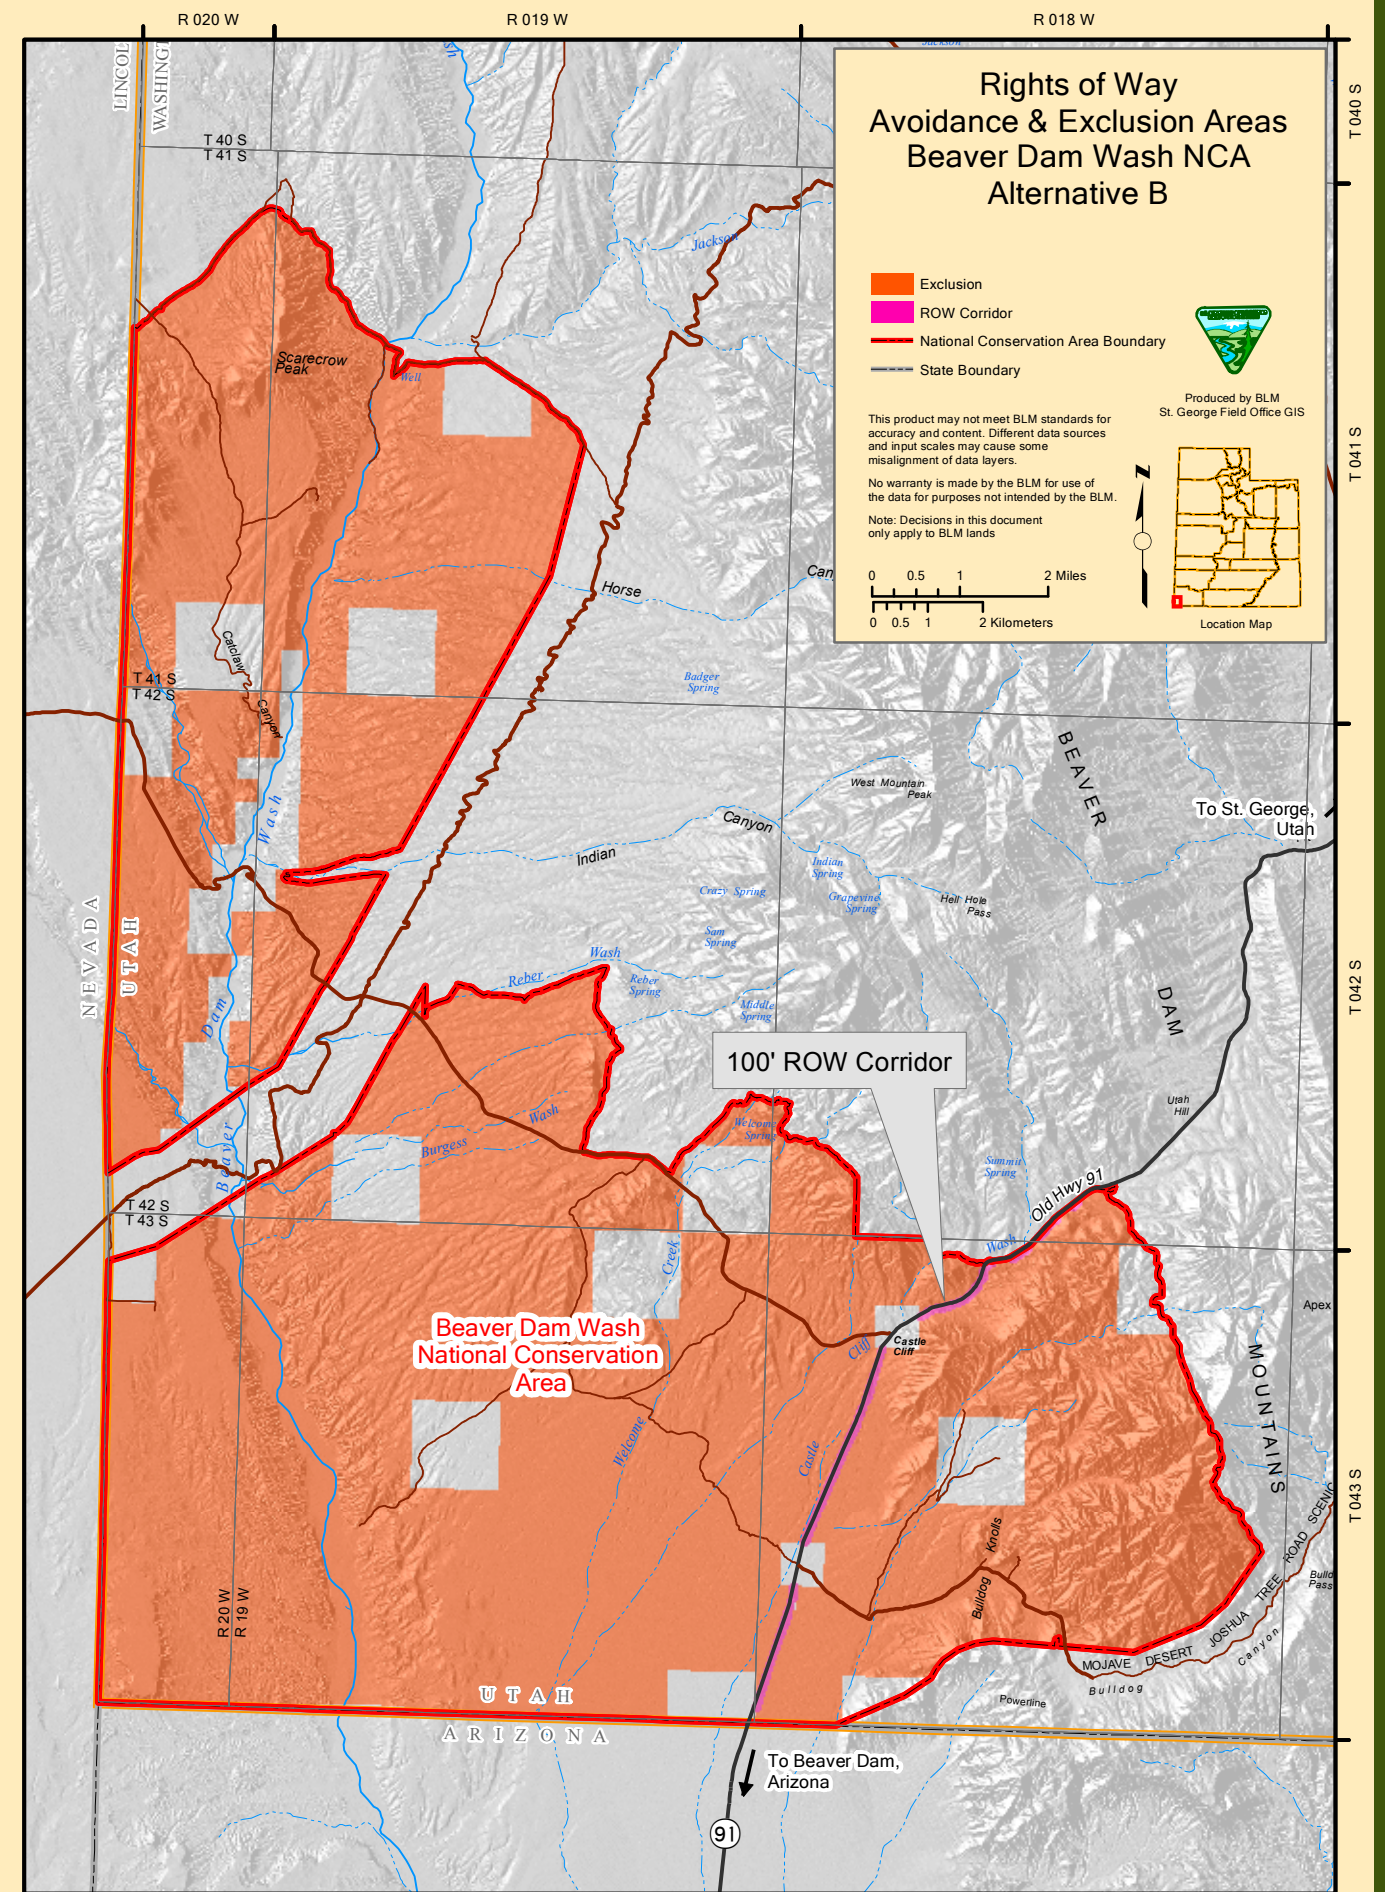 R 020 W
R 019 W
R 018 W
T 040 S
T 041 S
T 042 S
T 043 S
Rights of Way
Avoidance & Exclusion Areas
Beaver Dam Wash NCA
Alternative B
Exclusion
ROW Corridor
National Conservation Area Boundary
State Boundary
Produced by BLM
St. George Field Office GIS
This product may not meet BLM standards for
accuracy and content. Different data sources
and input scales may cause some
misalignment of data layers.
No warranty is made by the BLM for use of
the data for purposes not intended by the BLM.
Note: Decisions in this document
only apply to BLM lands
0 0.5 1 2 Miles
0 0.5 1 2 Kilometers
N
Location Map
LINCOL
WASHINGT
sh
Jackson
T 40 S
T 41 S
Jackson
Scarecrow
Peak
Well
Horse
Can
Catclaw
Canyon
Badger
Spring
T 41 S
T 42 S
BEAVER
West Mountain
Peak
To St. George,
Utah
Wash
Canyon
Indian
Indian
Spring
Crazy Spring
Grapevine
Spring
Hell Hole
Pass
NEVADA
UTAH
Sam
Spring
Wash
Reber
Reber
Spring
Middle
Spring
DAM
Dam
100' ROW Corridor
Utah
Hill
Wash
Burgess
Welcome
Spring
Beaver
Summit
Spring
Old Hwy 91
T 42 S
T 43 S
Wash
Creek
Apex
Beaver Dam Wash
National Conservation
Area
Castle
Cliff
Cliff
MOUNTAINS
Welcome
Castle
Knolls
Bulldog
R 20 W
R 19 W
MOJAVE DESERT JOSHUA TREE ROAD SCENIC
Bulld
Pass
Canyon
Bulldog
Powerline
UTAH
ARIZONA
To Beaver Dam,
Arizona
91